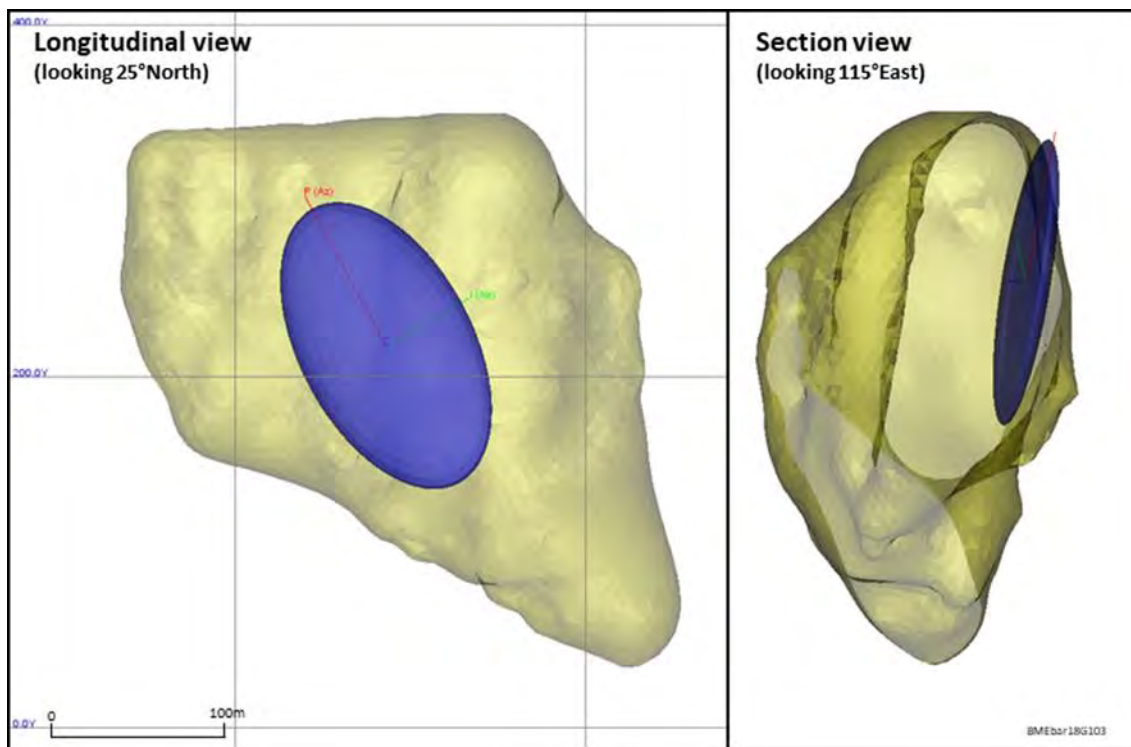 400.0Y
Longitudinal view
(looking 25°North)
P (Az)
200.0Y
0.0Y
0
100m
Section view
(looking 115°East)
BMEbar18G103